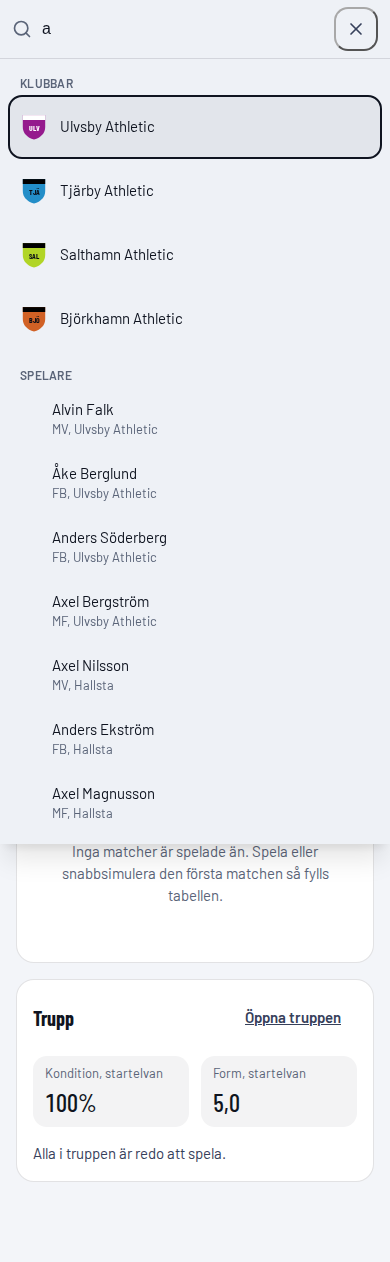 a
KLUBBAR
ULV
Ulvsby Athletic
TJÄ
Tjärby Athletic
SAL
Salthamn Athletic
BJÖ
Björkhamn Athletic
SPELARE
Alvin Falk
MV, Ulvsby Athletic
Åke Berglund
FB, Ulvsby Athletic
Anders Söderberg
FB, Ulvsby Athletic
Axel Bergström
MF, Ulvsby Athletic
Axel Nilsson
MV, Hallsta
Anders Ekström
FB, Hallsta
Axel Magnusson
MF, Hallsta
Inga matcher är spelade än. Spela eller
snabbsimulera den första matchen så fylls
tabellen.
Trupp
Öppna truppen
Kondition, startelvan
Form, startelvan
100%
5,0
Alla i truppen är redo att spela.